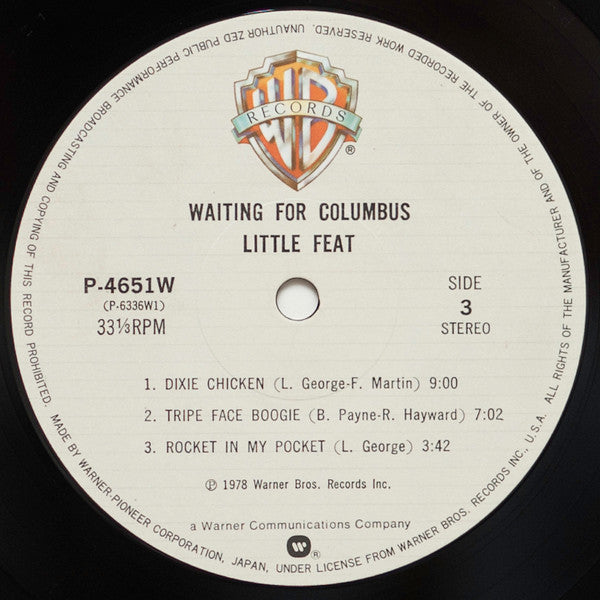 ALL RIGHTS OF THE MANUFACTURER AND OF THE OWNER OF THE RECORDED WORK RESERVED. UNAUTHORIZED PUBLIC PERFORMANCE BROADCASTING AND COPYING OF THIS RECORD PROHIBITED.
WB
RECORDS
®
WAITING FOR COLUMBUS
LITTLE FEAT
P-4651W
(P-6336W1)
33⅓RPM
SIDE
3
STEREO
1. DIXIE CHICKEN (L. George-F. Martin) 9:00
2. TRIPE FACE BOOGIE (B. Payne-R. Hayward) 7:02
3. ROCKET IN MY POCKET (L. George) 3:42
℗ 1978 Warner Bros. Records Inc.
a Warner Communications Company
W®
MADE BY WARNER-PIONEER CORPORATION, JAPAN, UNDER LICENSE FROM WARNER BROS. RECORDS INC., U.S.A.